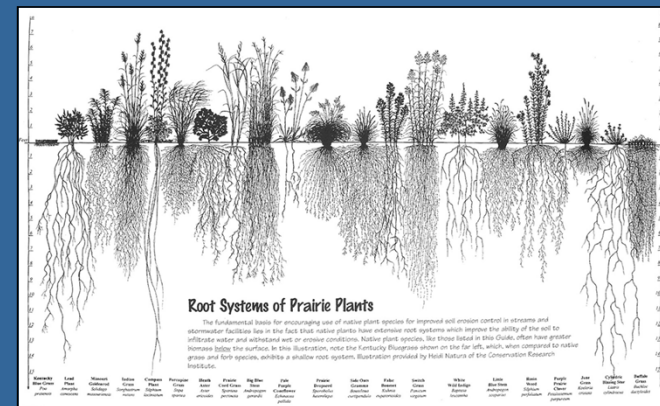 Root Systems of Prairie Plants
The fundamental basis for encouraging use of native plant species for improved soil erosion control in streams and
stormwater facilities lies in the fact that native plants have extensive root systems which improve the ability of the soil to
infiltrate water and withstand wet or erosive conditions. Native plant species, like those listed in this Guide, often have greater
biomass below the surface. In this illustration, note the Kentucky Bluegrass shown on the far left, which, when compared to native
grass and forb species, exhibits a shallow root system. Illustration provided by Heidi Natura of the Conservation Research
Institute.
Kentucky Lead Missouri Indian Compass Porcupine Heath Prairie Big Blue Pale Prairie Side Oats False Switch White Little Rosin Purple June Cylindric Buffalo
Blue Grass Plant Goldenrod Grass Plant Grass Aster Cord Grass Stem Purple Dropseed Gramma Boneset Grass Wild Indigo Blue Stem Weed Prairie Grass Blazing Star Grass
Coneflower Clover